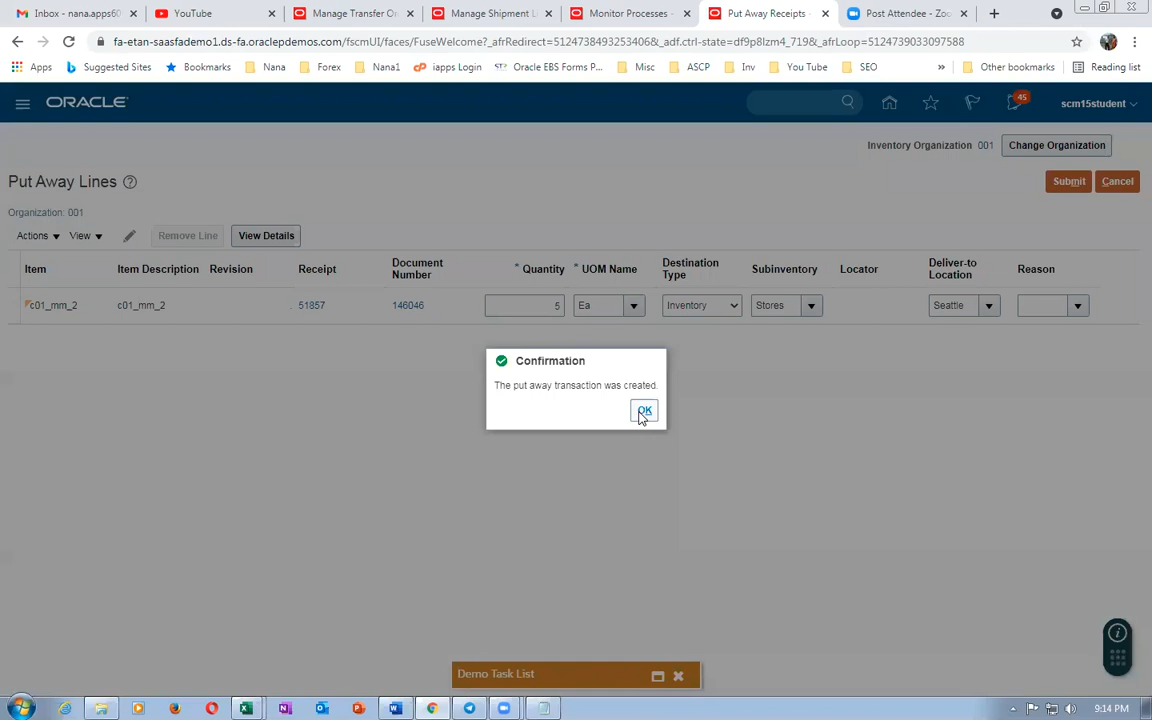 Inbox - nana.apps60
YouTube
Manage Transfer Or
Manage Shipment Li
Monitor Processes -
Put Away Receipts -
Post Attendee - Zoo
fa-etan-saasfademo1.ds-fa.oraclepdemos.com/fscmUI/faces/FuseWelcome?_afrRedirect=5124738493253406&_adf.ctrl-state=df9p8lzm4_719&_afrLoop=5124739033097588
Apps Suggested Sites Bookmarks Nana Forex Nana1 iapps Login Oracle EBS Forms P... Misc ASCP Inv You Tube SEO » Other bookmarks Reading list
ORACLE 45 scm15student
Inventory Organization 001 Change Organization
Put Away Lines Submit Cancel
Organization: 001
Actions View Remove Line View Details
Item Item Description Revision Receipt Document Number * Quantity * UOM Name Destination Type Subinventory Locator Deliver-to Location Reason
c01_mm_2 c01_mm_2 51857 146046 5 Ea Inventory Stores Seattle
Confirmation
The put away transaction was created.
OK
Demo Task List
9:14 PM